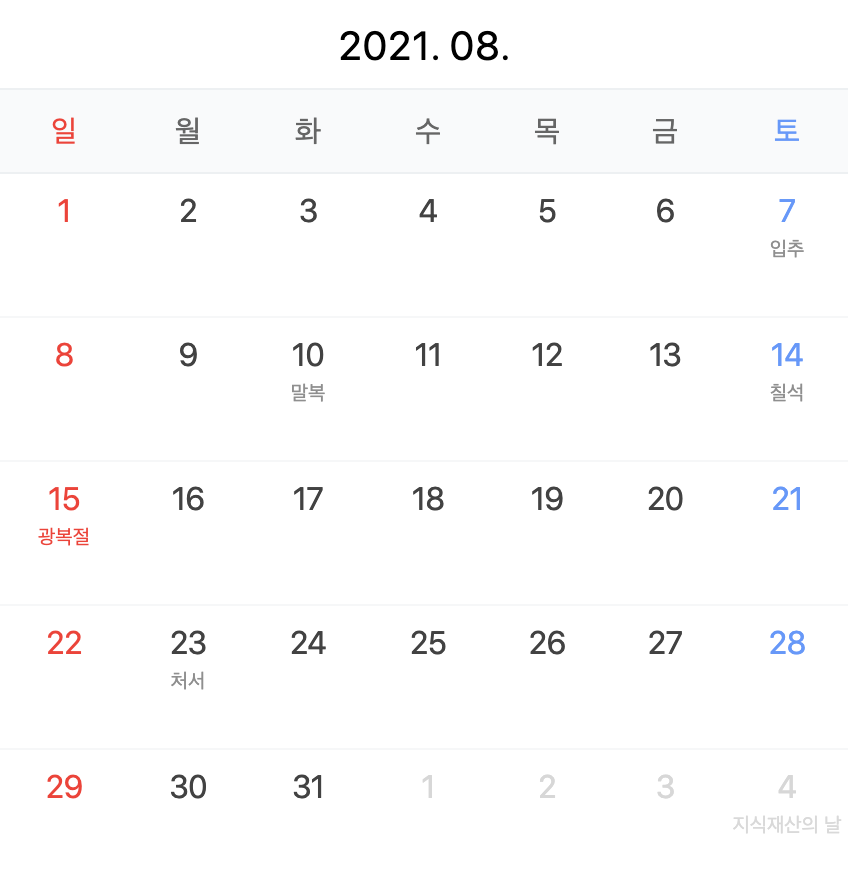 2021. 08.
일 월 화 수 목 금 토
1 2 3 4 5 6 7
입추
8 9 10 11 12 13 14
말복 칠석
15 16 17 18 19 20 21
광복절
22 23 24 25 26 27 28
처서
29 30 31 1 2 3 4
지식재산의 날